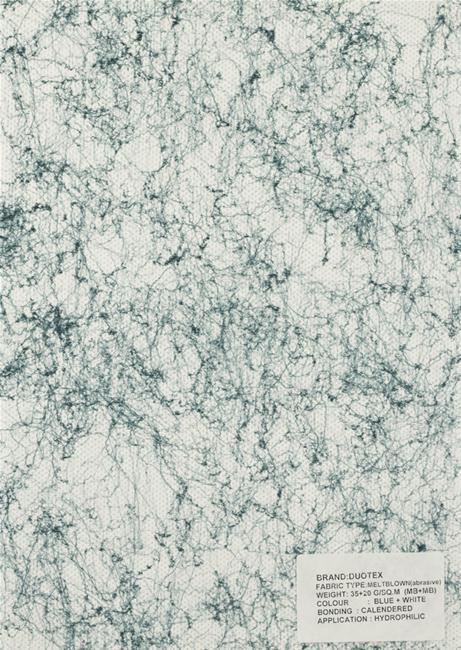 BRAND:DUOTEX
FABRIC TYPE:MELTBLOWN(abrasive)
WEIGHT: 35+20 G/SQ.M (MB+MB)
COLOUR : BLUE + WHITE
BONDING : CALENDERED
APPLICATION : HYDROPHILIC